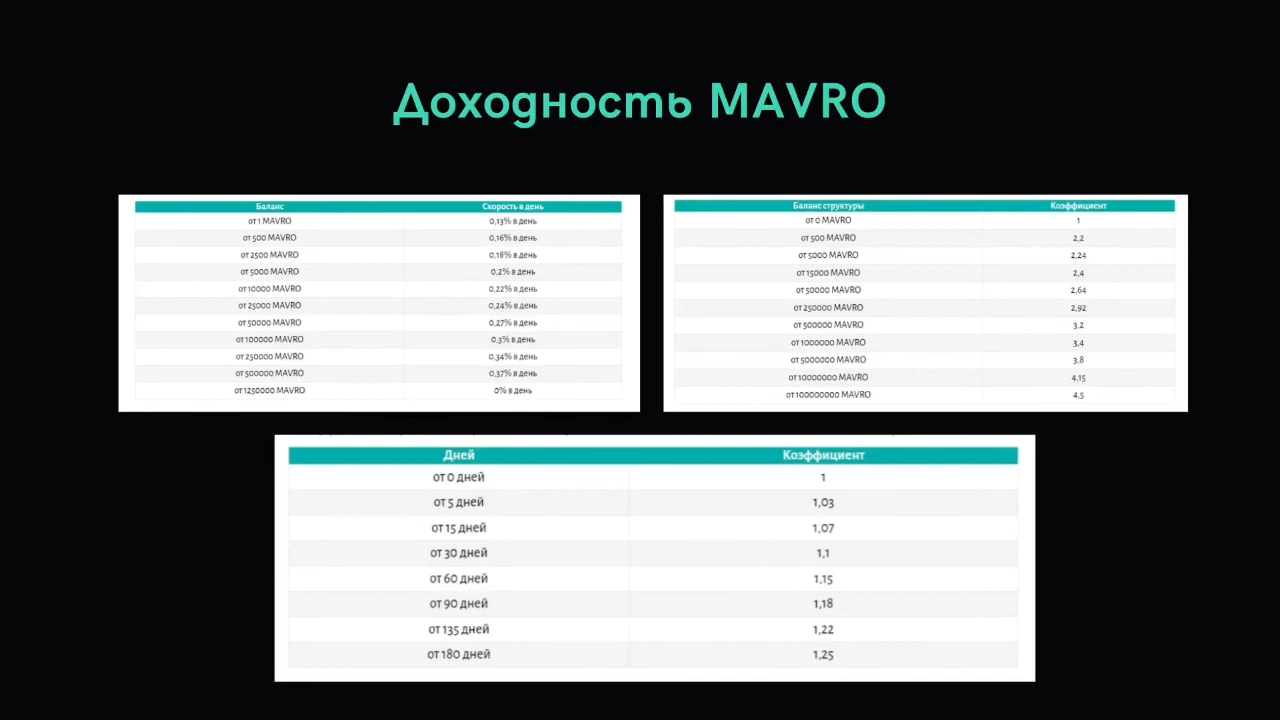 Доходность MAVRO
Баланс Скорость в день
от 1 MAVRO 0,13% в день
от 500 MAVRO 0,16% в день
от 2500 MAVRO 0,18% в день
от 5000 MAVRO 0,2% в день
от 10000 MAVRO 0,22% в день
от 25000 MAVRO 0,24% в день
от 50000 MAVRO 0,27% в день
от 100000 MAVRO 0,3% в день
от 250000 MAVRO 0,34% в день
от 500000 MAVRO 0,37% в день
от 1250000 MAVRO 0% в день
Баланс структуры Коэффициент
от 0 MAVRO 1
от 500 MAVRO 2,2
от 5000 MAVRO 2,24
от 15000 MAVRO 2,4
от 50000 MAVRO 2,64
от 250000 MAVRO 2,92
от 500000 MAVRO 3,2
от 1000000 MAVRO 3,4
от 5000000 MAVRO 3,8
от 10000000 MAVRO 4,15
от 100000000 MAVRO 4,5
Дней Коэффициент
от 0 дней 1
от 5 дней 1,03
от 15 дней 1,07
от 30 дней 1,1
от 60 дней 1,15
от 90 дней 1,18
от 135 дней 1,22
от 180 дней 1,25